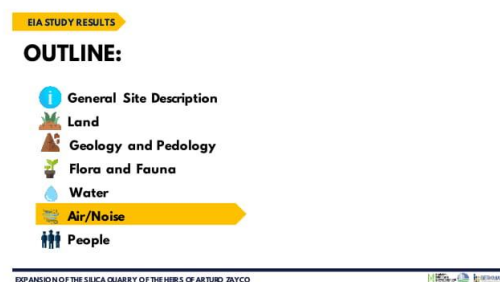 EIA STUDY RESULTS
OUTLINE:
General Site Description
Land
Geology and Pedology
Flora and Fauna
Water
Air/Noise
People
EXPANSION OF THE SILICA QUARRY OF THE HEIRS OF ARTURO ZAYCO